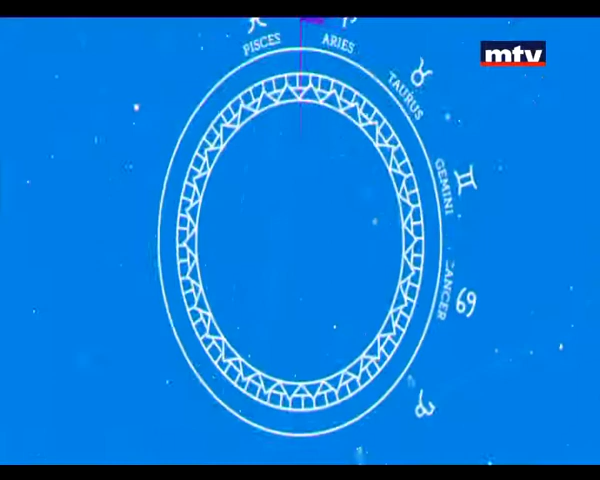 mtv
PISCES
ARIES
TAURUS
GEMINI
CANCER